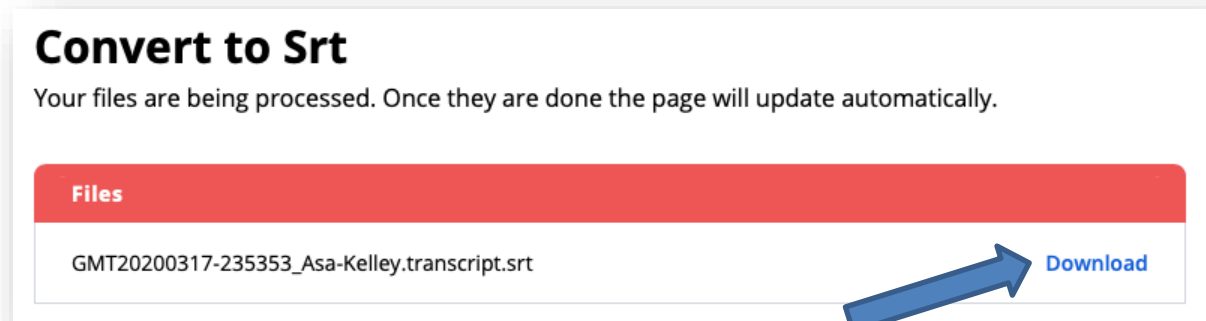 Convert to Srt
Your files are being processed. Once they are done the page will update automatically.
Files
GMT20200317-235353_Asa-Kelley.transcript.srt Download